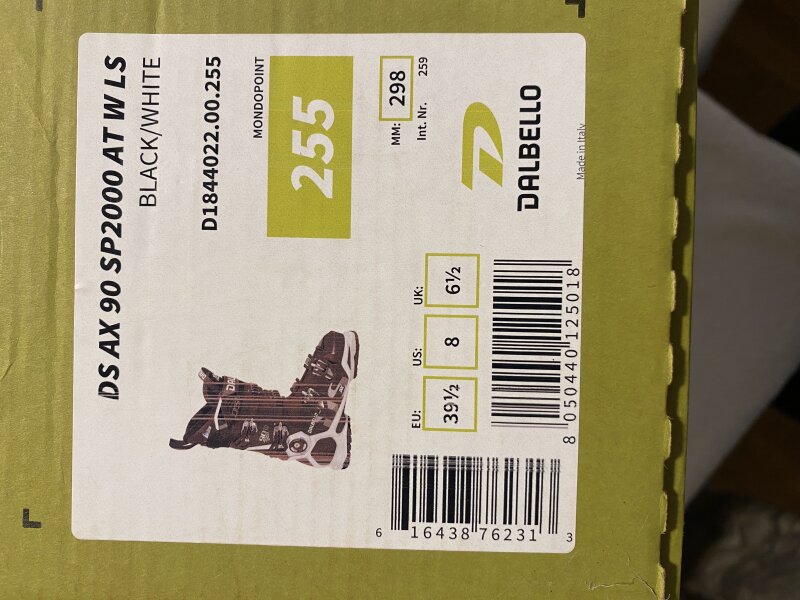 DS AX 90 SP2000 AT W LS
BLACK/WHITE
D1844022.00.255
MONDOPOINT
255
MM: 298
Int. Nr. 259
DALBELLO
Made in Italy
EU: 39½
US: 8
UK: 6½
6 16438 76231 3
8 050440 125018